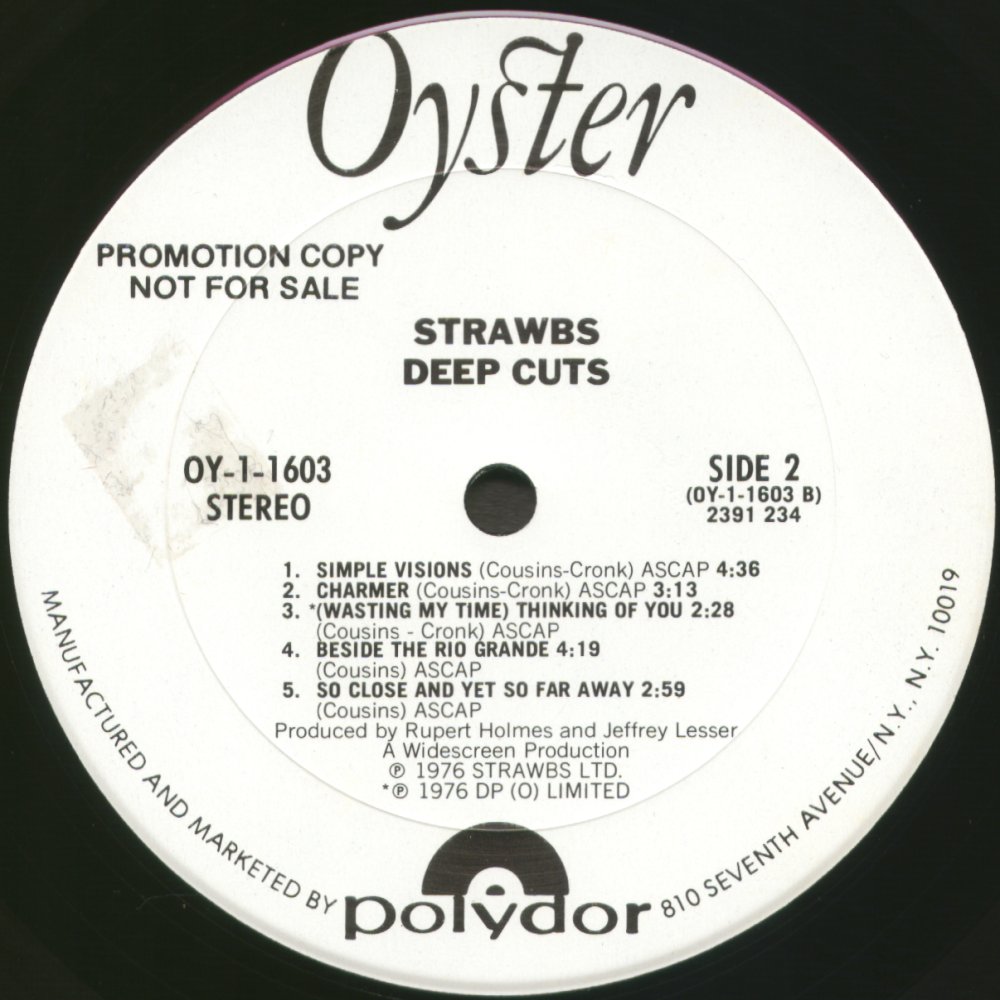 Oyster
PROMOTION COPY
NOT FOR SALE
STRAWBS
DEEP CUTS
OY-1-1603
STEREO
SIDE 2
(OY-1-1603 B)
2391 234
1. SIMPLE VISIONS (Cousins-Cronk) ASCAP 4:36
2. CHARMER (Cousins-Cronk) ASCAP 3:13
3. *(WASTING MY TIME) THINKING OF YOU 2:28
(Cousins - Cronk) ASCAP
4. BESIDE THE RIO GRANDE 4:19
(Cousins) ASCAP
5. SO CLOSE AND YET SO FAR AWAY 2:59
(Cousins) ASCAP
Produced by Rupert Holmes and Jeffrey Lesser
A Widescreen Production
℗ 1976 STRAWBS LTD.
*℗ 1976 DP (O) LIMITED
MANUFACTURED AND MARKETED BY polydor 810 SEVENTH AVENUE/N.Y., N.Y. 10019